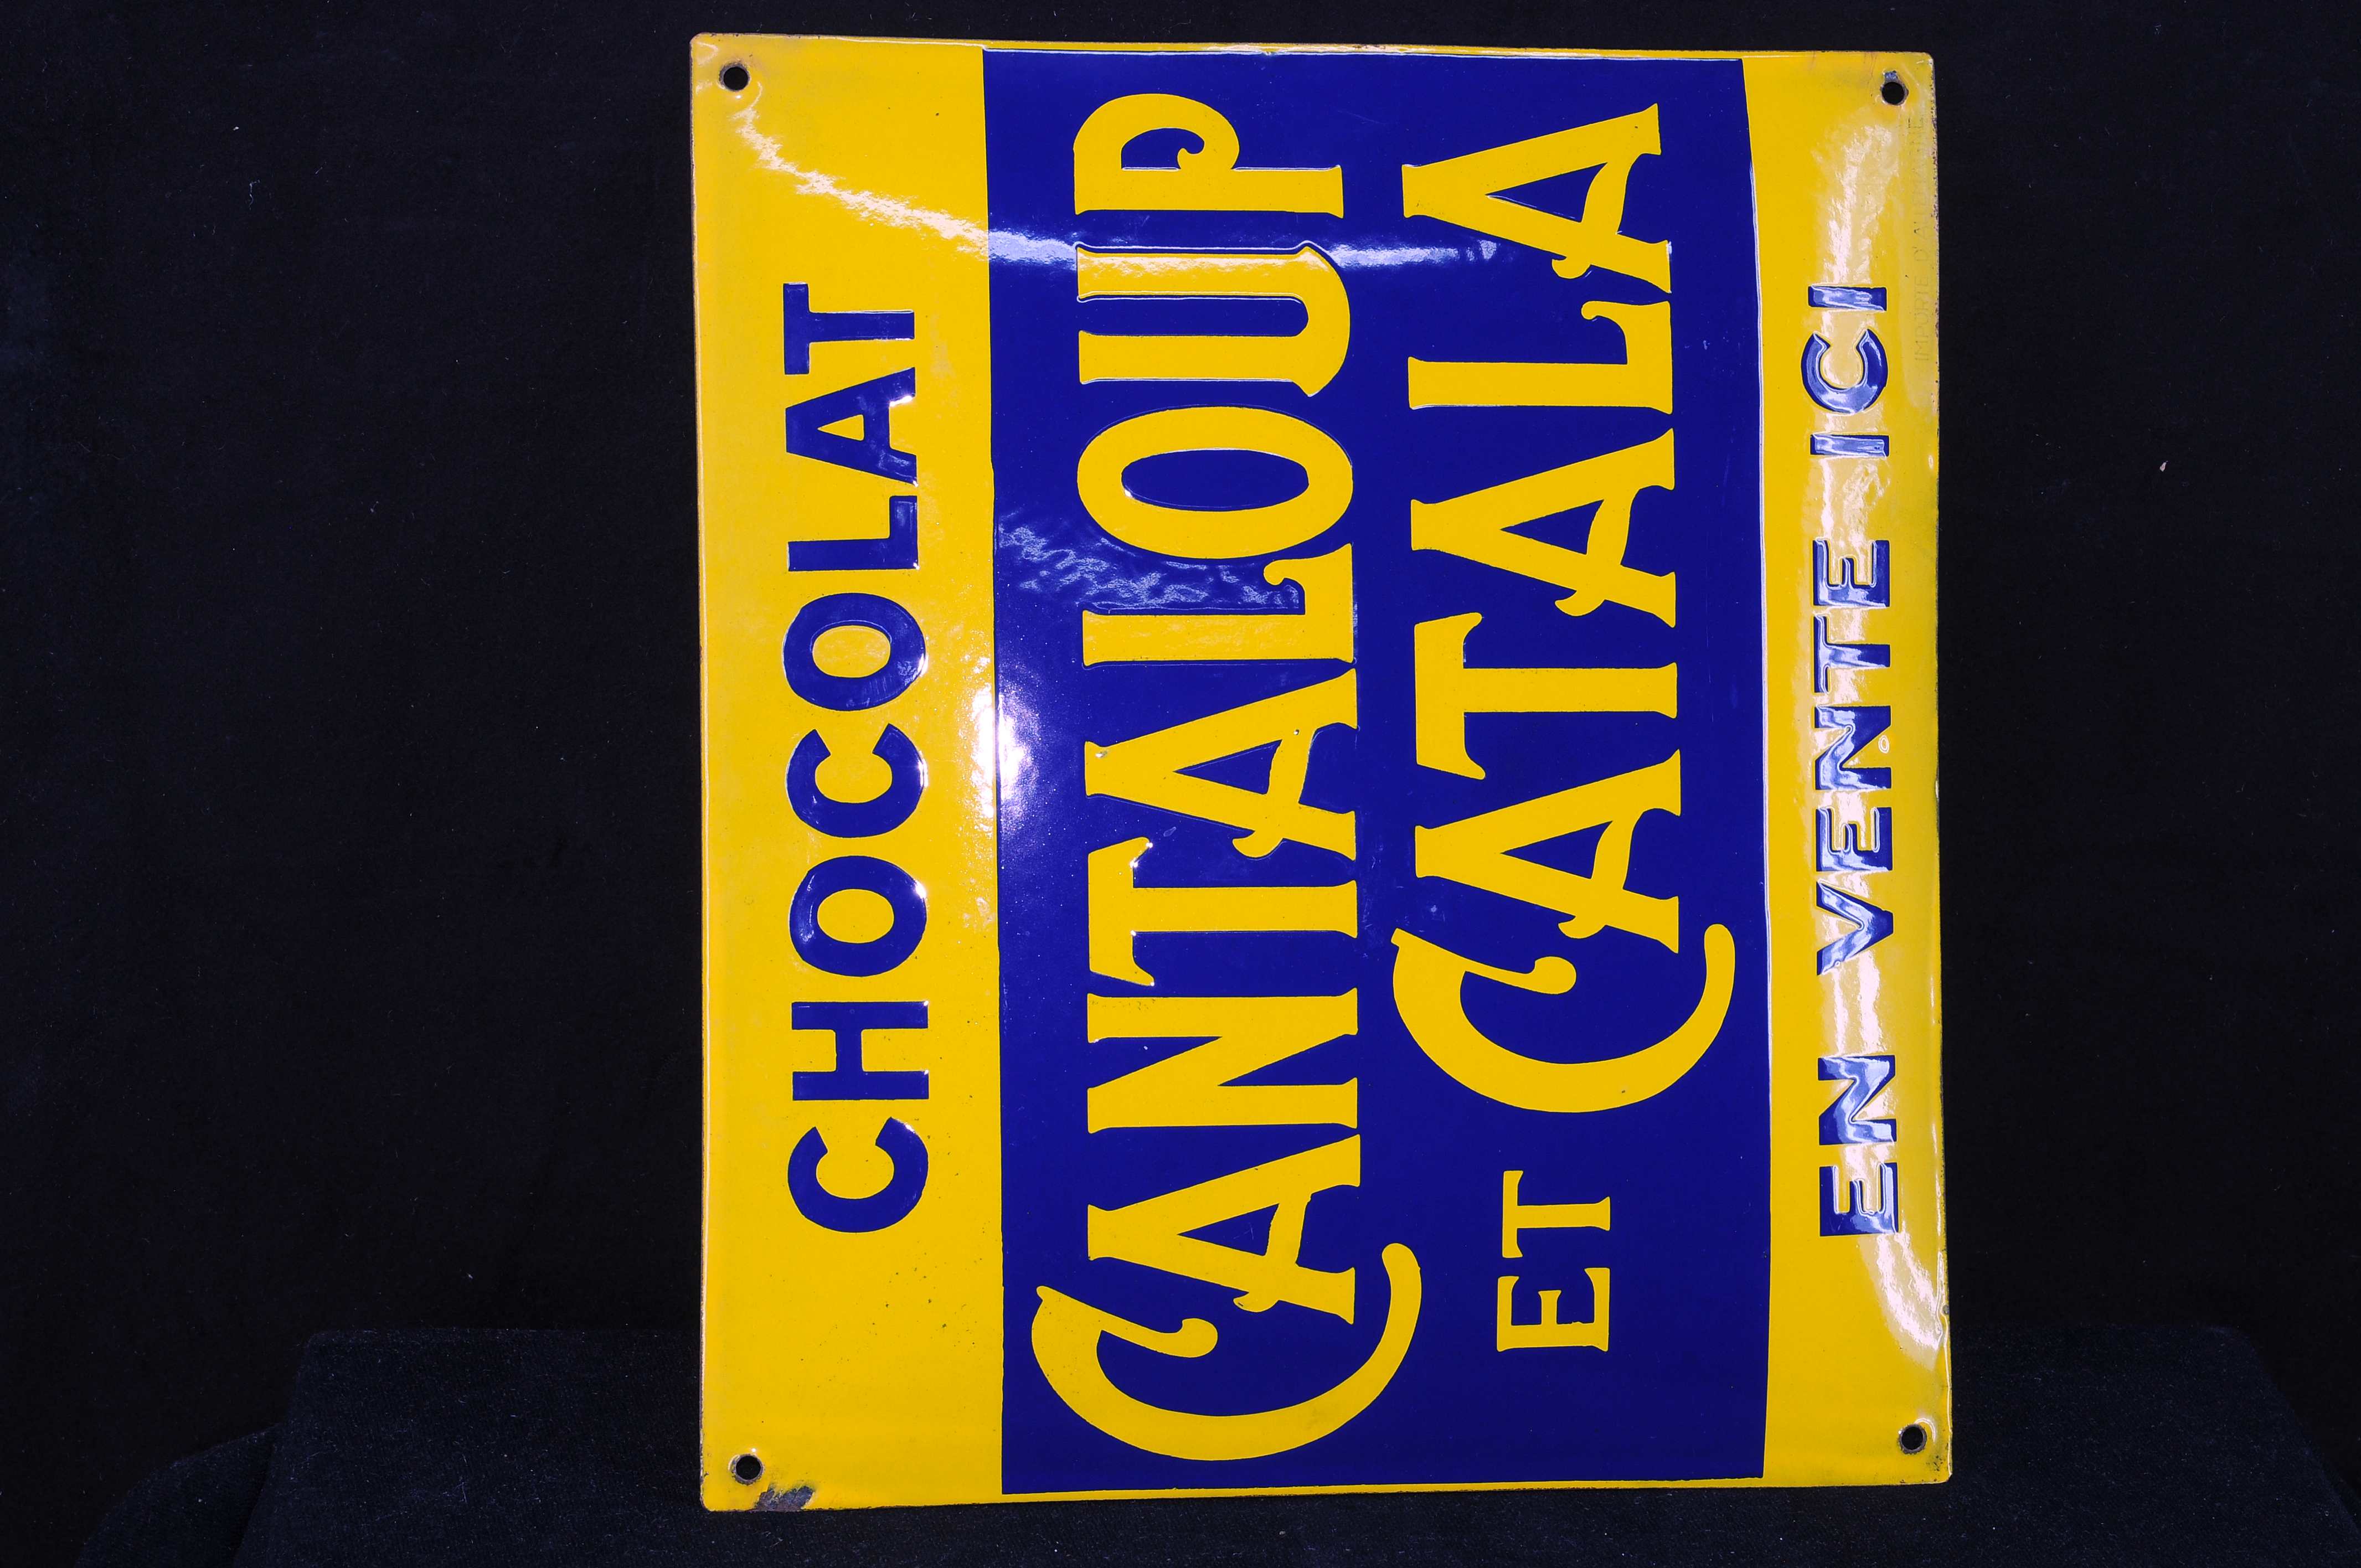 CHOCOLAT
CANTALOUP
ET CATALA
EN VENTE ICI